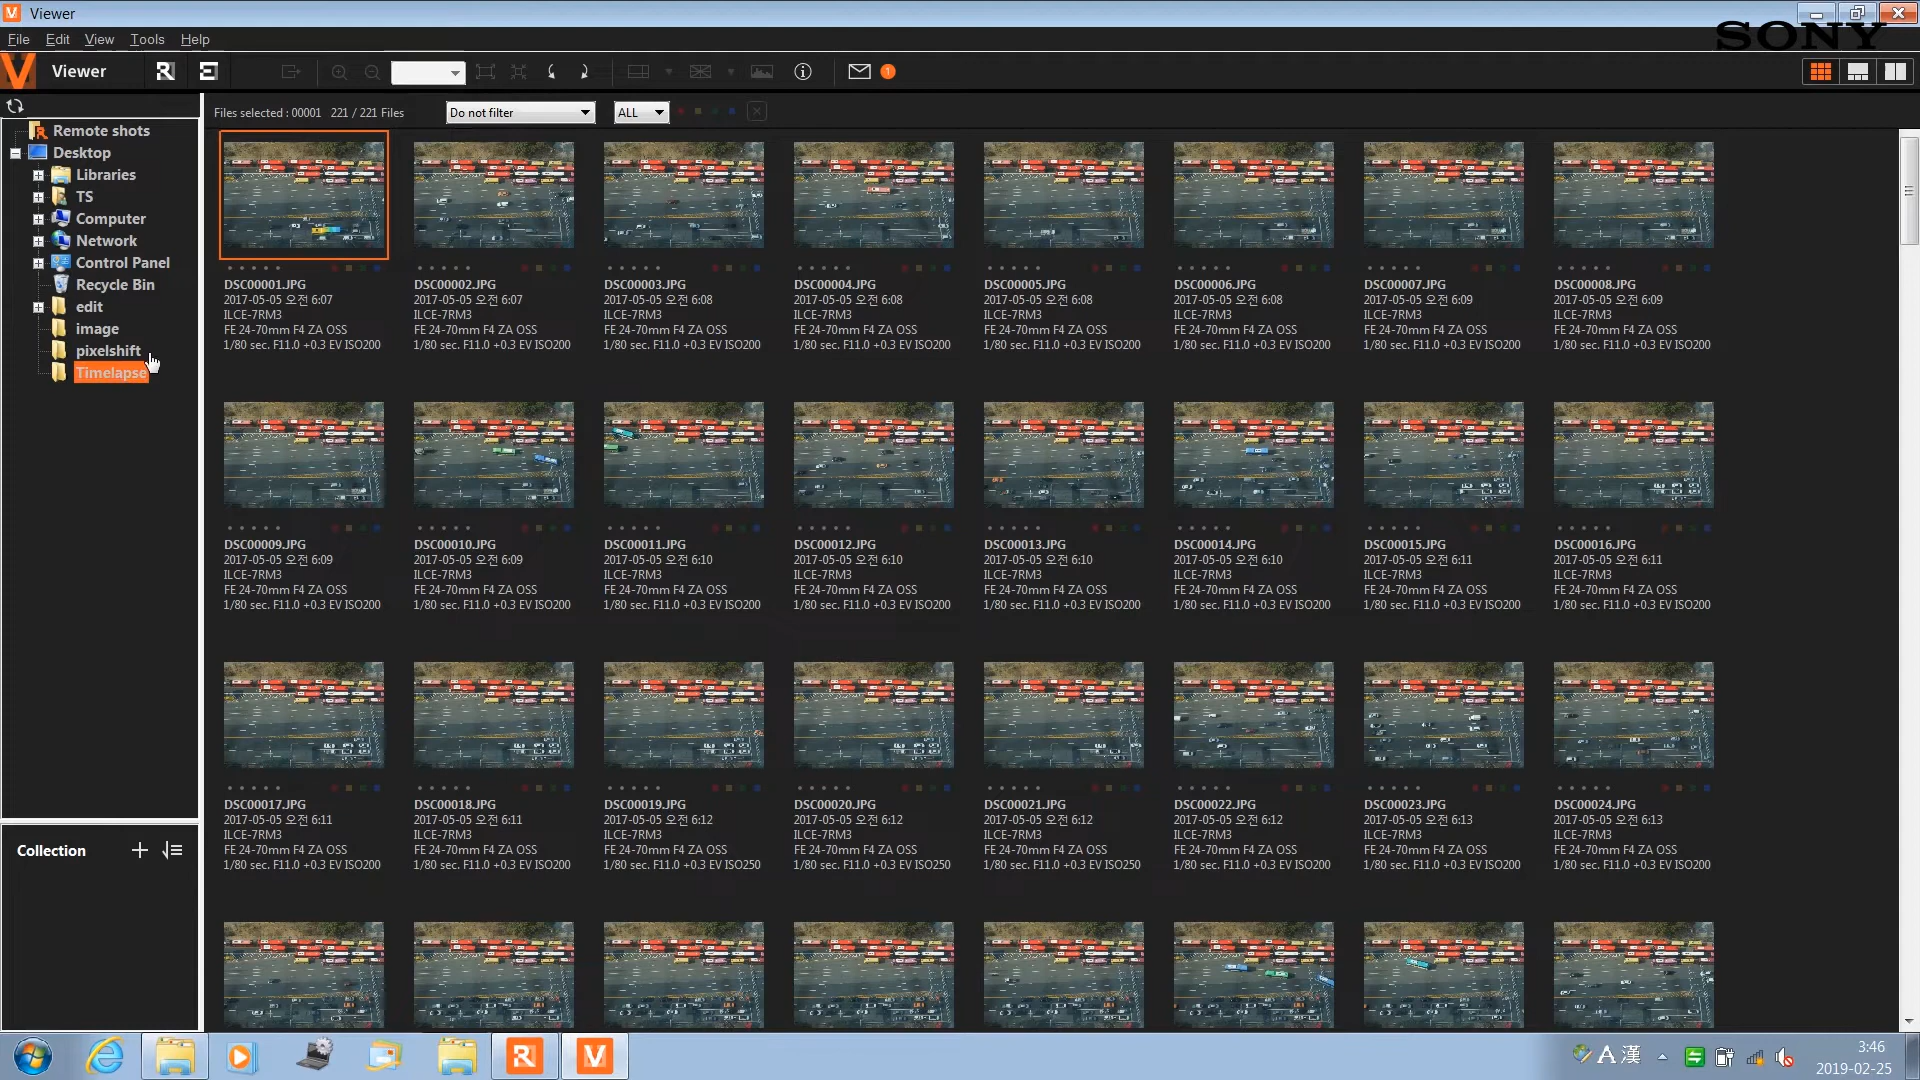 Viewer
File Edit View Tools Help
SONY
Viewer
R E
1
Files selected : 00001 221 / 221 Files
Do not filter
ALL
Remote shots
Desktop
Libraries
TS
Computer
Network
Control Panel
Recycle Bin
edit
image
pixelshift
Timelapse
DSC00001.JPG
2017-05-05 오전 6:07
ILCE-7RM3
FE 24-70mm F4 ZA OSS
1/80 sec. F11.0 +0.3 EV ISO200
DSC00002.JPG
2017-05-05 오전 6:07
ILCE-7RM3
FE 24-70mm F4 ZA OSS
1/80 sec. F11.0 +0.3 EV ISO200
DSC00003.JPG
2017-05-05 오전 6:08
ILCE-7RM3
FE 24-70mm F4 ZA OSS
1/80 sec. F11.0 +0.3 EV ISO200
DSC00004.JPG
2017-05-05 오전 6:08
ILCE-7RM3
FE 24-70mm F4 ZA OSS
1/80 sec. F11.0 +0.3 EV ISO200
DSC00005.JPG
2017-05-05 오전 6:08
ILCE-7RM3
FE 24-70mm F4 ZA OSS
1/80 sec. F11.0 +0.3 EV ISO200
DSC00006.JPG
2017-05-05 오전 6:08
ILCE-7RM3
FE 24-70mm F4 ZA OSS
1/80 sec. F11.0 +0.3 EV ISO200
DSC00007.JPG
2017-05-05 오전 6:09
ILCE-7RM3
FE 24-70mm F4 ZA OSS
1/80 sec. F11.0 +0.3 EV ISO200
DSC00008.JPG
2017-05-05 오전 6:09
ILCE-7RM3
FE 24-70mm F4 ZA OSS
1/80 sec. F11.0 +0.3 EV ISO200
DSC00009.JPG
2017-05-05 오전 6:09
ILCE-7RM3
FE 24-70mm F4 ZA OSS
1/80 sec. F11.0 +0.3 EV ISO200
DSC00010.JPG
2017-05-05 오전 6:09
ILCE-7RM3
FE 24-70mm F4 ZA OSS
1/80 sec. F11.0 +0.3 EV ISO200
DSC00011.JPG
2017-05-05 오전 6:10
ILCE-7RM3
FE 24-70mm F4 ZA OSS
1/80 sec. F11.0 +0.3 EV ISO200
DSC00012.JPG
2017-05-05 오전 6:10
ILCE-7RM3
FE 24-70mm F4 ZA OSS
1/80 sec. F11.0 +0.3 EV ISO200
DSC00013.JPG
2017-05-05 오전 6:10
ILCE-7RM3
FE 24-70mm F4 ZA OSS
1/80 sec. F11.0 +0.3 EV ISO200
DSC00014.JPG
2017-05-05 오전 6:10
ILCE-7RM3
FE 24-70mm F4 ZA OSS
1/80 sec. F11.0 +0.3 EV ISO200
DSC00015.JPG
2017-05-05 오전 6:11
ILCE-7RM3
FE 24-70mm F4 ZA OSS
1/80 sec. F11.0 +0.3 EV ISO200
DSC00016.JPG
2017-05-05 오전 6:11
ILCE-7RM3
FE 24-70mm F4 ZA OSS
1/80 sec. F11.0 +0.3 EV ISO200
DSC00017.JPG
2017-05-05 오전 6:11
ILCE-7RM3
FE 24-70mm F4 ZA OSS
1/80 sec. F11.0 +0.3 EV ISO200
DSC00018.JPG
2017-05-05 오전 6:11
ILCE-7RM3
FE 24-70mm F4 ZA OSS
1/80 sec. F11.0 +0.3 EV ISO200
DSC00019.JPG
2017-05-05 오전 6:12
ILCE-7RM3
FE 24-70mm F4 ZA OSS
1/80 sec. F11.0 +0.3 EV ISO250
DSC00020.JPG
2017-05-05 오전 6:12
ILCE-7RM3
FE 24-70mm F4 ZA OSS
1/80 sec. F11.0 +0.3 EV ISO250
DSC00021.JPG
2017-05-05 오전 6:12
ILCE-7RM3
FE 24-70mm F4 ZA OSS
1/80 sec. F11.0 +0.3 EV ISO250
DSC00022.JPG
2017-05-05 오전 6:12
ILCE-7RM3
FE 24-70mm F4 ZA OSS
1/80 sec. F11.0 +0.3 EV ISO200
DSC00023.JPG
2017-05-05 오전 6:13
ILCE-7RM3
FE 24-70mm F4 ZA OSS
1/80 sec. F11.0 +0.3 EV ISO200
DSC00024.JPG
2017-05-05 오전 6:13
ILCE-7RM3
FE 24-70mm F4 ZA OSS
1/80 sec. F11.0 +0.3 EV ISO200
Collection
R V
A 漢
3:46
2019-02-25